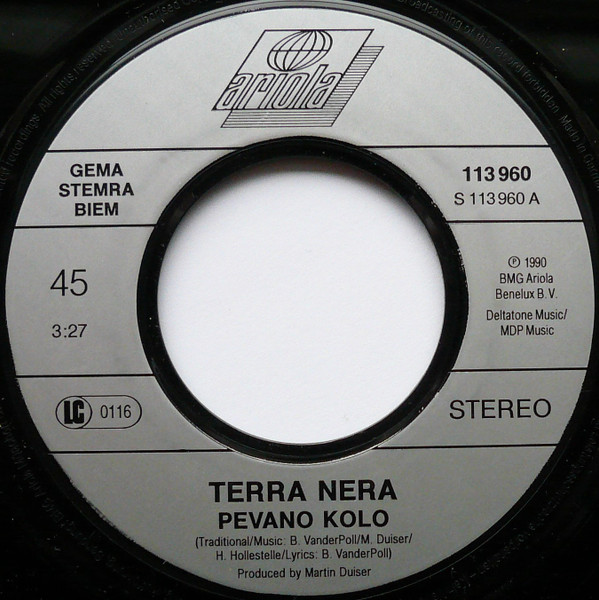 ariola
GEMA
STEMRA
BIEM
113 960
S 113 960 A
45
3:27
℗ 1990
BMG Ariola
Benelux B.V.
Deltatone Music/
MDP Music
LC 0116
STEREO
TERRA NERA
PEVANO KOLO
(Traditional/Music: B. VanderPoll/M. Duiser/
H. Hollestelle/Lyrics: B. VanderPoll)
Produced by Martin Duiser